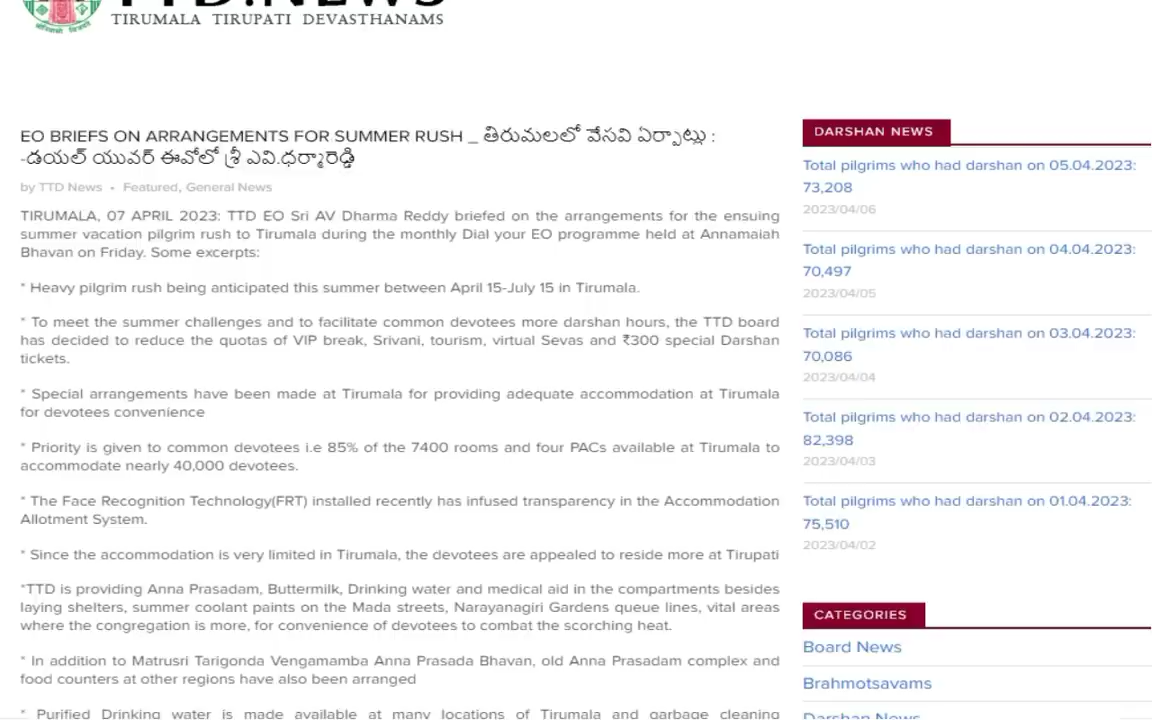 TTD.NEWS
TIRUMALA TIRUPATI DEVASTHANAMS
EO BRIEFS ON ARRANGEMENTS FOR SUMMER RUSH _ తిరుమలలో వేసవి ఏర్పాట్లు :
-డయల్ యువర్ ఈవోలో శ్రీ ఎవి.ధర్మారెడ్డి
by TTD News • Featured, General News
TIRUMALA, 07 APRIL 2023: TTD EO Sri AV Dharma Reddy briefed on the arrangements for the ensuing
summer vacation pilgrim rush to Tirumala during the monthly Dial your EO programme held at Annamaiah
Bhavan on Friday. Some excerpts:
* Heavy pilgrim rush being anticipated this summer between April 15-July 15 in Tirumala.
* To meet the summer challenges and to facilitate common devotees more darshan hours, the TTD board
has decided to reduce the quotas of VIP break, Srivani, tourism, virtual Sevas and ₹300 special Darshan
tickets.
* Special arrangements have been made at Tirumala for providing adequate accommodation at Tirumala
for devotees convenience
* Priority is given to common devotees i.e 85% of the 7400 rooms and four PACs available at Tirumala to
accommodate nearly 40,000 devotees.
* The Face Recognition Technology(FRT) installed recently has infused transparency in the Accommodation
Allotment System.
* Since the accommodation is very limited in Tirumala, the devotees are appealed to reside more at Tirupati
*TTD is providing Anna Prasadam, Buttermilk, Drinking water and medical aid in the compartments besides
laying shelters, summer coolant paints on the Mada streets, Narayanagiri Gardens queue lines, vital areas
where the congregation is more, for convenience of devotees to combat the scorching heat.
* In addition to Matrusri Tarigonda Vengamamba Anna Prasada Bhavan, old Anna Prasadam complex and
food counters at other regions have also been arranged
* Purified Drinking water is made available at many locations of Tirumala and garbage cleaning
DARSHAN NEWS
Total pilgrims who had darshan on 05.04.2023:
73,208
2023/04/06
Total pilgrims who had darshan on 04.04.2023:
70,497
2023/04/05
Total pilgrims who had darshan on 03.04.2023:
70,086
2023/04/04
Total pilgrims who had darshan on 02.04.2023:
82,398
2023/04/03
Total pilgrims who had darshan on 01.04.2023:
75,510
2023/04/02
CATEGORIES
Board News
Brahmotsavams
Darshan News